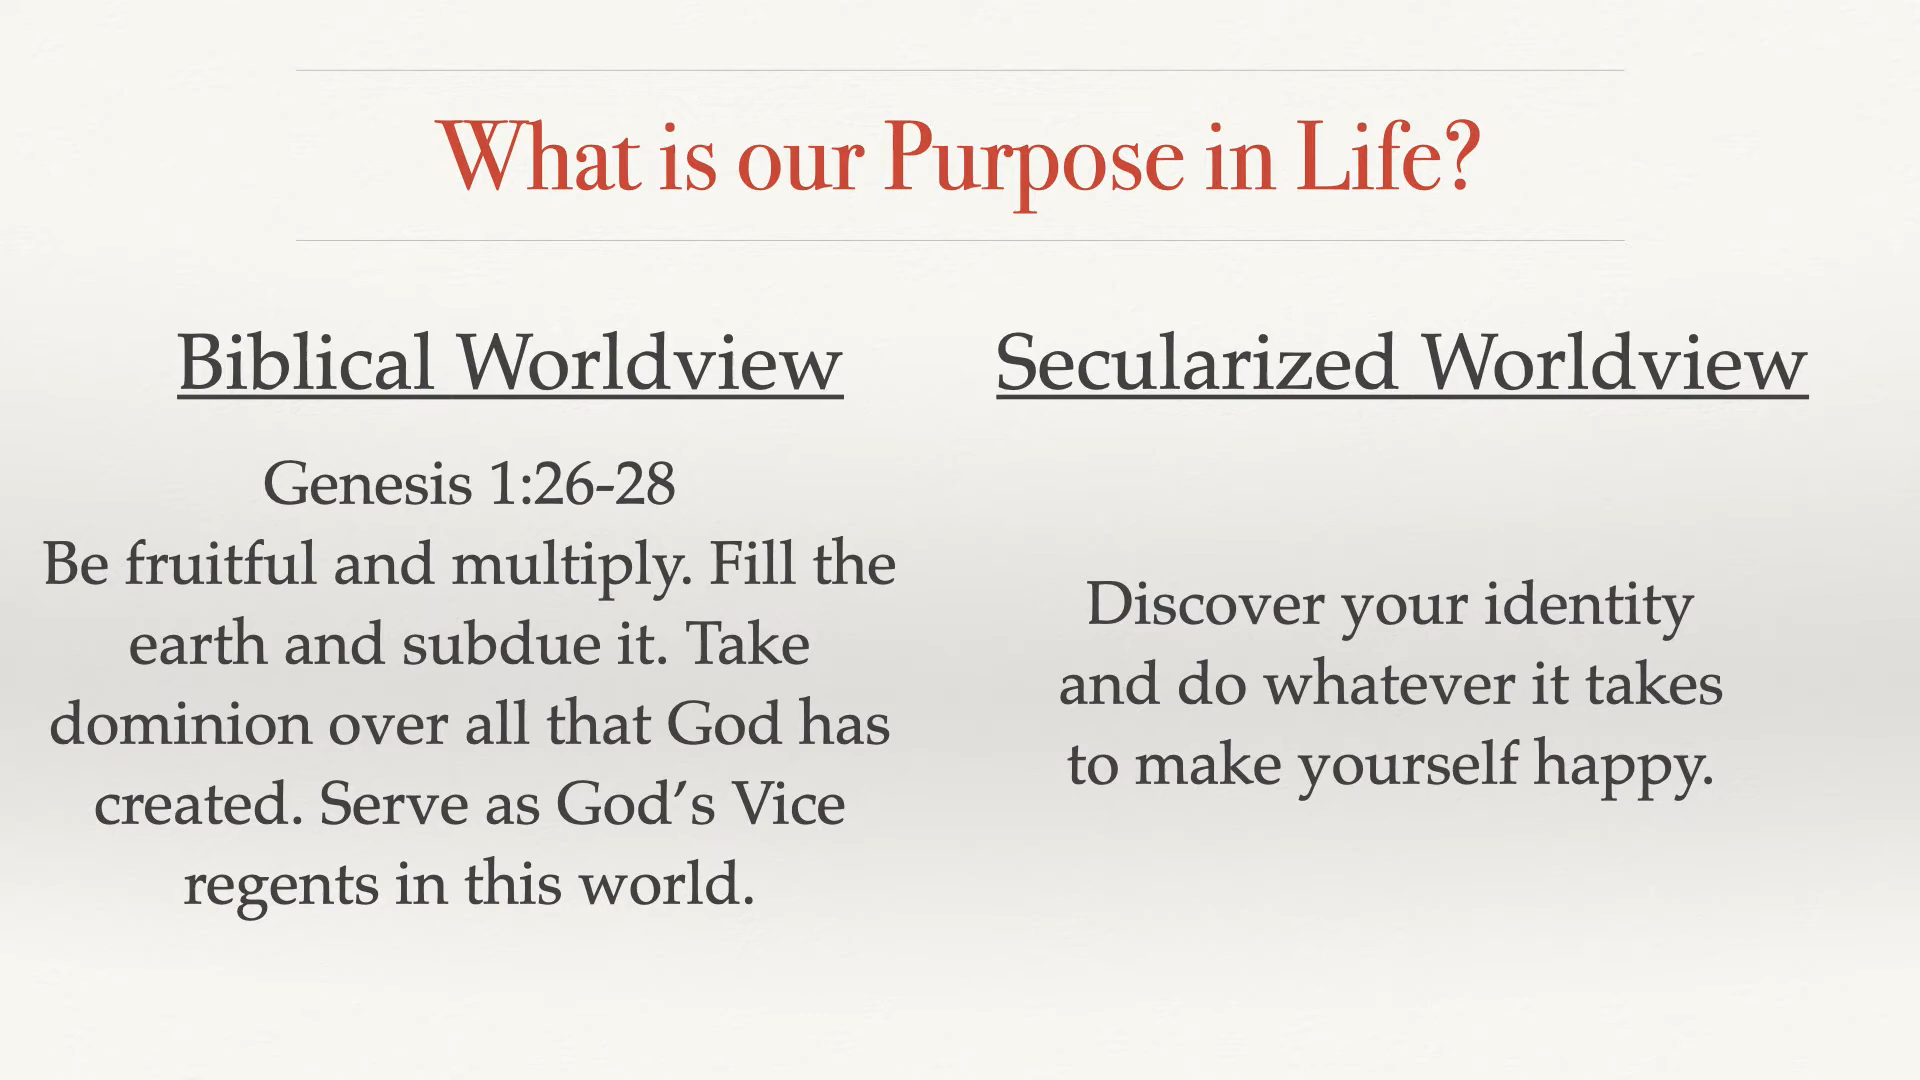 What is our Purpose in Life?
Biblical Worldview
Genesis 1:26-28
Be fruitful and multiply. Fill the
earth and subdue it. Take
dominion over all that God has
created. Serve as God’s Vice
regents in this world.
Secularized Worldview
Discover your identity
and do whatever it takes
to make yourself happy.